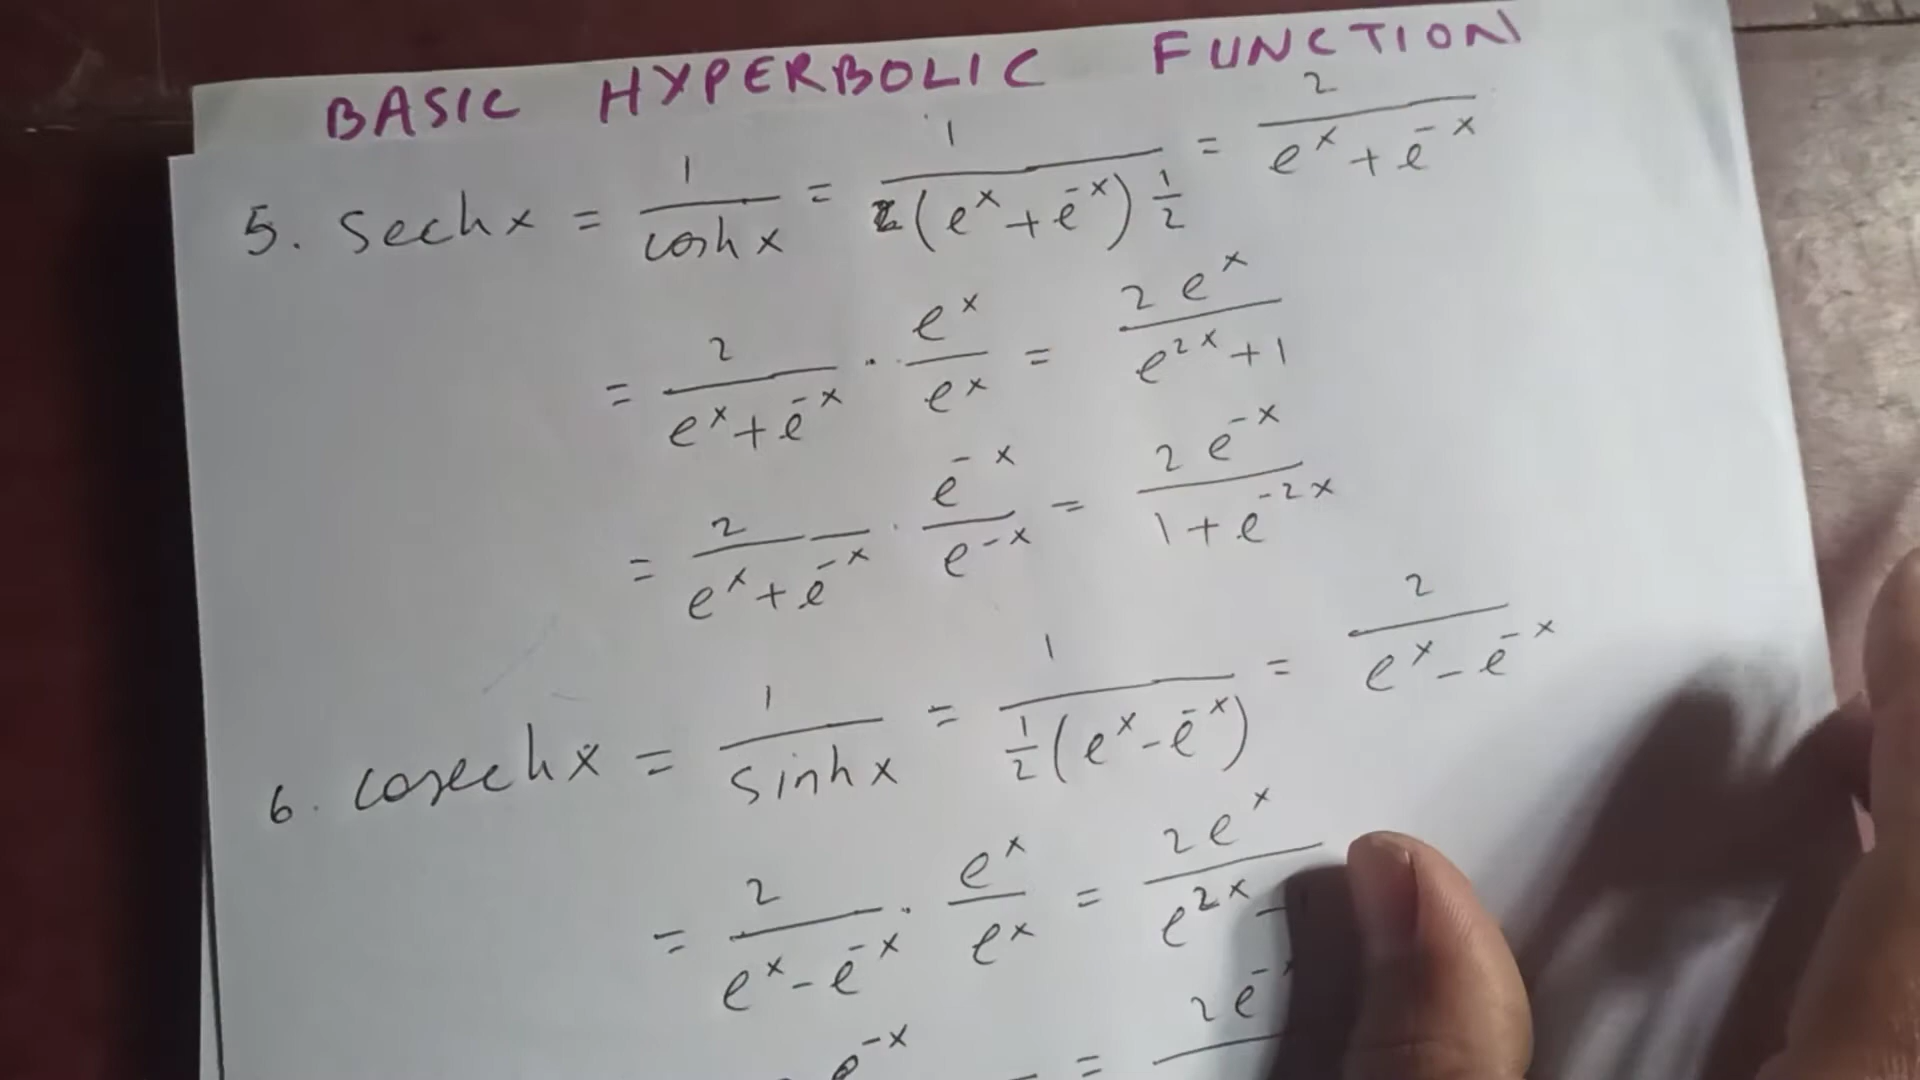 BASIC HYPERBOLIC FUNCTION
5. Sech x = 1/cosh x = 1/((e^x + e^-x) 1/2) = 2/(e^x + e^-x)
= 2/(e^x + e^-x) · e^x/e^x = 2e^x/(e^2x + 1)
= 2/(e^x + e^-x) · e^-x/e^-x = 2e^-x/(1 + e^-2x)
6. cosech x = 1/sinh x = 1/(1/2 (e^x - e^-x)) = 2/(e^x - e^-x)
= 2/(e^x - e^-x) · e^x/e^x = 2e^x/(e^2x -
e^-x = 2e^-x